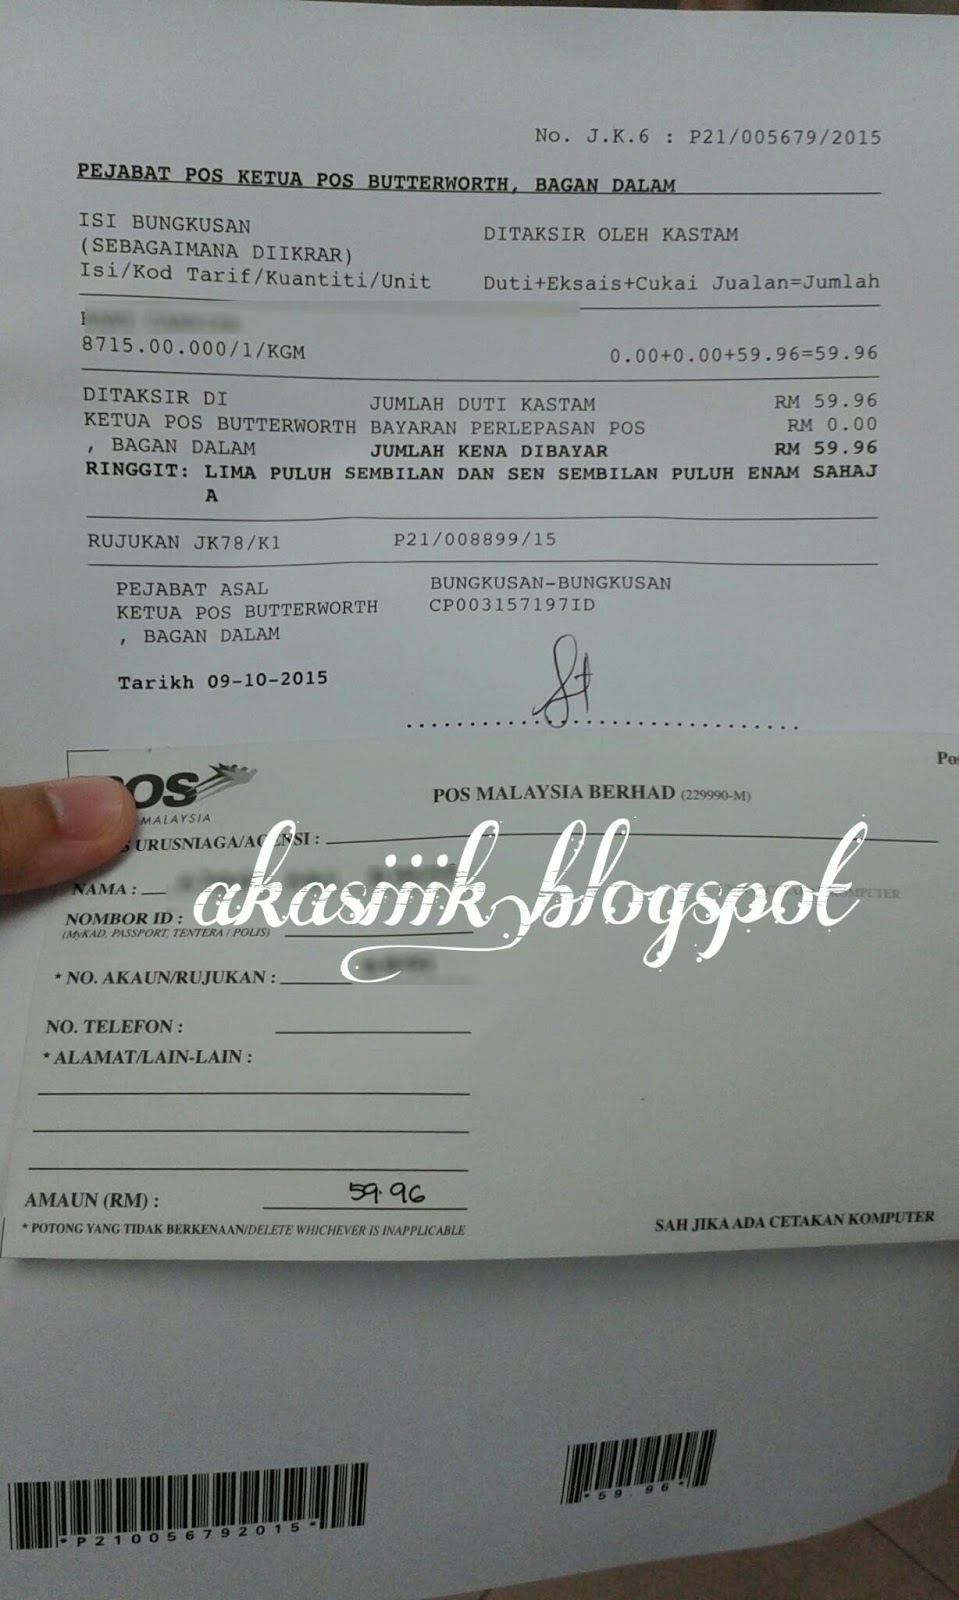 No. J.K.6 : P21/005679/2015
PEJABAT POS KETUA POS BUTTERWORTH, BAGAN DALAM
ISI BUNGKUSAN
(SEBAGAIMANA DIIKRAR)
DITAKSIR OLEH KASTAM
Isi/Kod Tarif/Kuantiti/Unit Duti+Eksais+Cukai Jualan=Jumlah
8715.00.000/1/KGM 0.00+0.00+59.96=59.96
DITAKSIR DI JUMLAH DUTI KASTAM RM 59.96
KETUA POS BUTTERWORTH BAYARAN PERLEPASAN POS RM 0.00
, BAGAN DALAM JUMLAH KENA DIBAYAR RM 59.96
RINGGIT: LIMA PULUH SEMBILAN DAN SEN SEMBILAN PULUH ENAM SAHAJ
A
RUJUKAN JK78/K1 P21/008899/15
PEJABAT ASAL BUNGKUSAN-BUNGKUSAN
KETUA POS BUTTERWORTH CP003157197ID
, BAGAN DALAM
Tarikh 09-10-2015
POS MALAYSIA BERHAD (229990-M)
MALAYSIA
URUSNIAGA/AGENSI :
akasiiik.blogspot
NAMA : KOMPUTER
NOMBOR ID :
(MyKAD, PASSPORT, TENTERA / POLIS)
* NO. AKAUN/RUJUKAN :
NO. TELEFON :
* ALAMAT/LAIN-LAIN :
AMAUN (RM) : 59.96
* POTONG YANG TIDAK BERKENAAN/DELETE WHICHEVER IS INAPPLICABLE
SAH JIKA ADA CETAKAN KOMPUTER
*59.96*
*P210056792015*